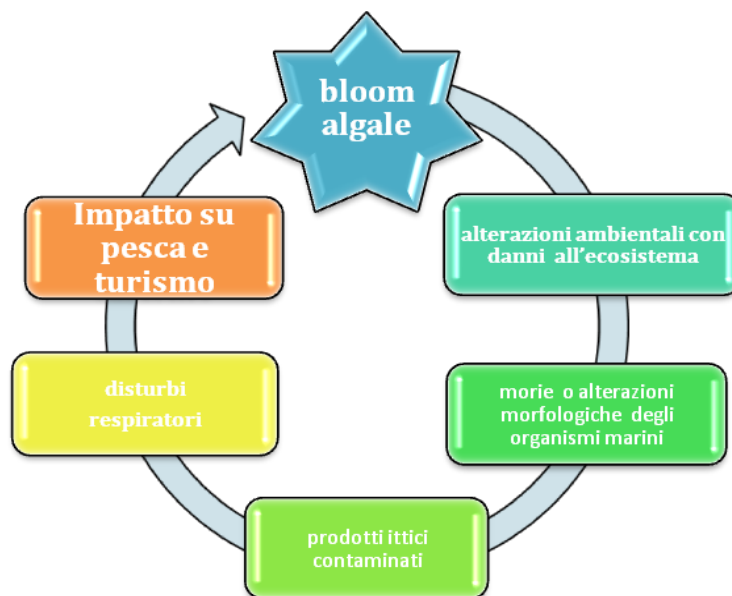 bloom
algale
alterazioni ambientali con
danni all'ecosistema
morie o alterazioni
morfologiche degli
organismi marini
prodotti ittici
contaminati
disturbi
respiratori
Impatto su
pesca e
turismo